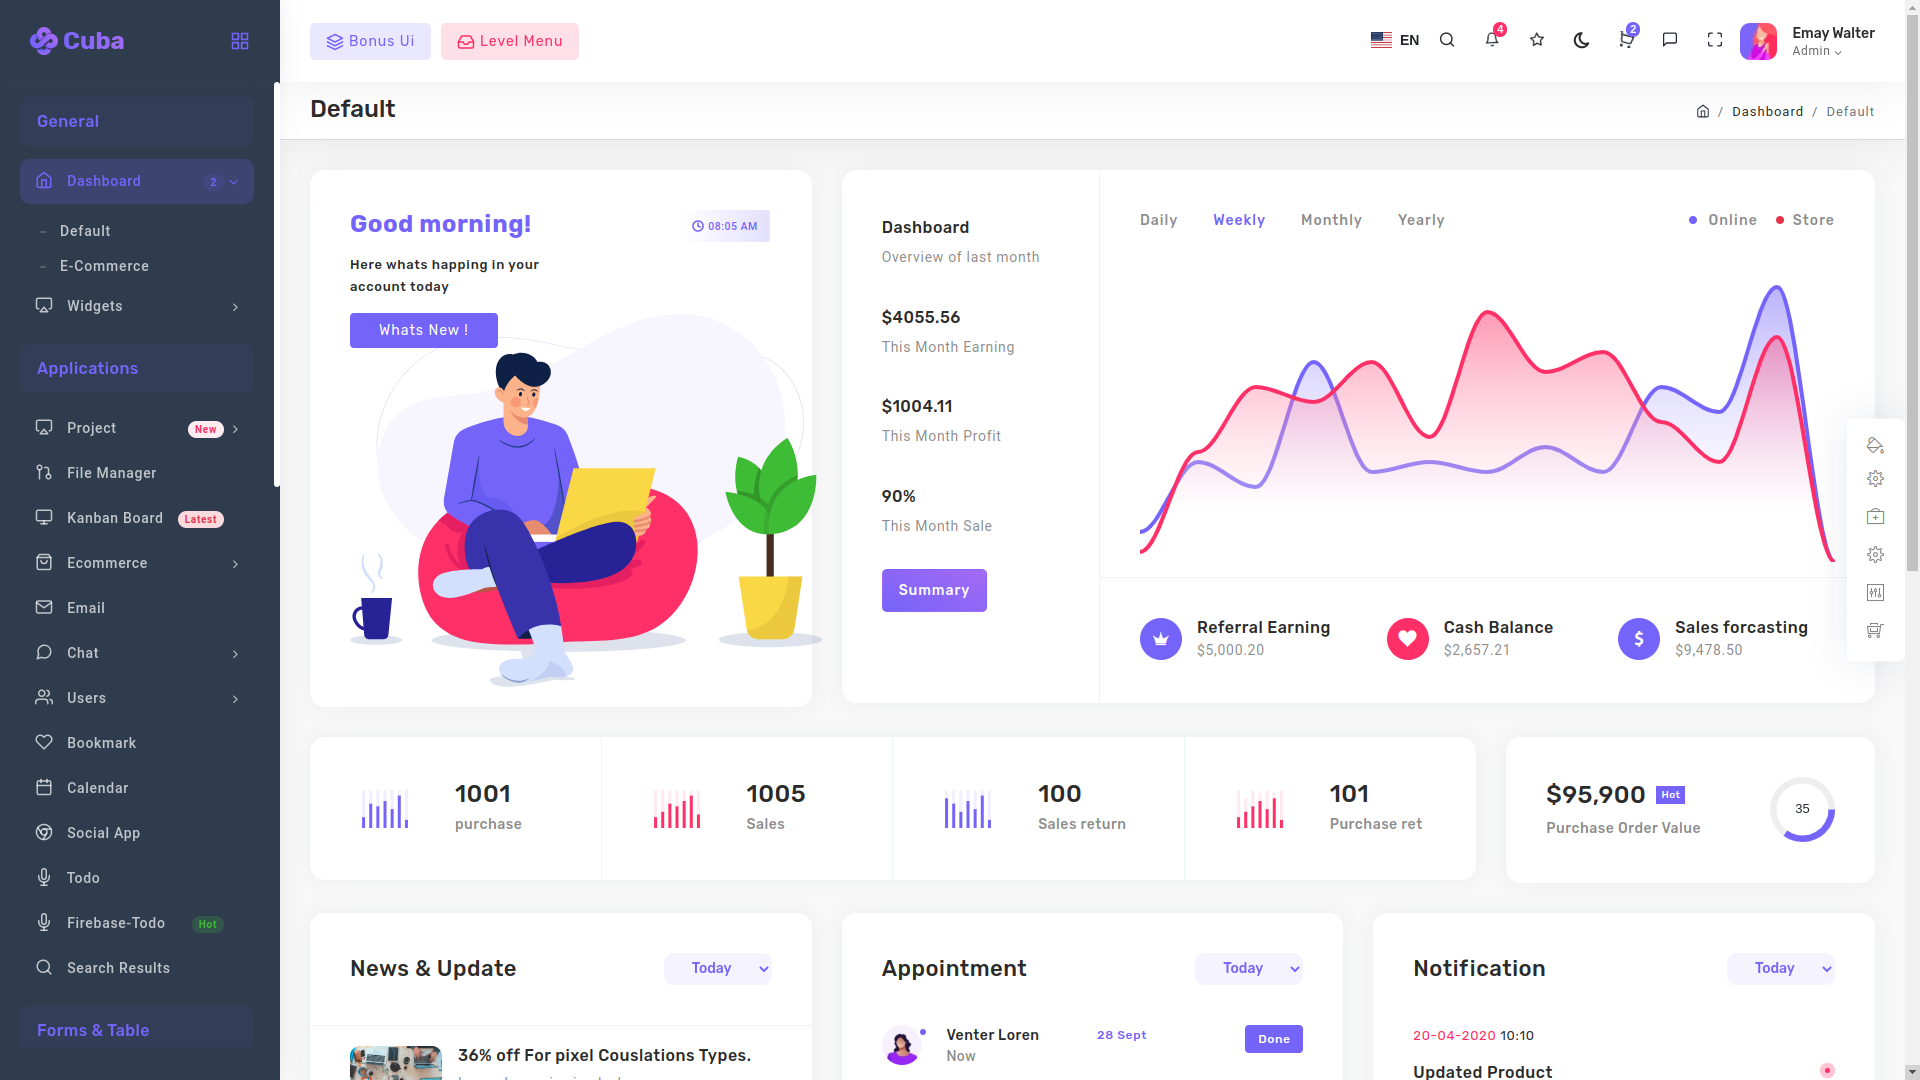 Cuba
Bonus Ui
Level Menu
EN
4
2
Emay Walter
Admin
Default
/ Dashboard / Default
General
Dashboard
2
Default
E-Commerce
Widgets
Applications
Project
New
File Manager
Kanban Board
Latest
Ecommerce
Email
Chat
Users
Bookmark
Calendar
Social App
Todo
Firebase-Todo
Hot
Search Results
Forms & Table
Good morning!
08:05 AM
Here whats happing in your
account today
Whats New !
Dashboard
Overview of last month
$4055.56
This Month Earning
$1004.11
This Month Profit
90%
This Month Sale
Summary
Daily
Weekly
Monthly
Yearly
Online
Store
Referral Earning
$5,000.20
Cash Balance
$2,657.21
Sales forcasting
$9,478.50
1001
purchase
1005
Sales
100
Sales return
101
Purchase ret
$95,900
Hot
Purchase Order Value
35
News & Update
Today
36% off For pixel Couslations Types.
Appointment
Today
Venter Loren
Now
28 Sept
Done
Notification
Today
20-04-2020 10:10
Updated Product